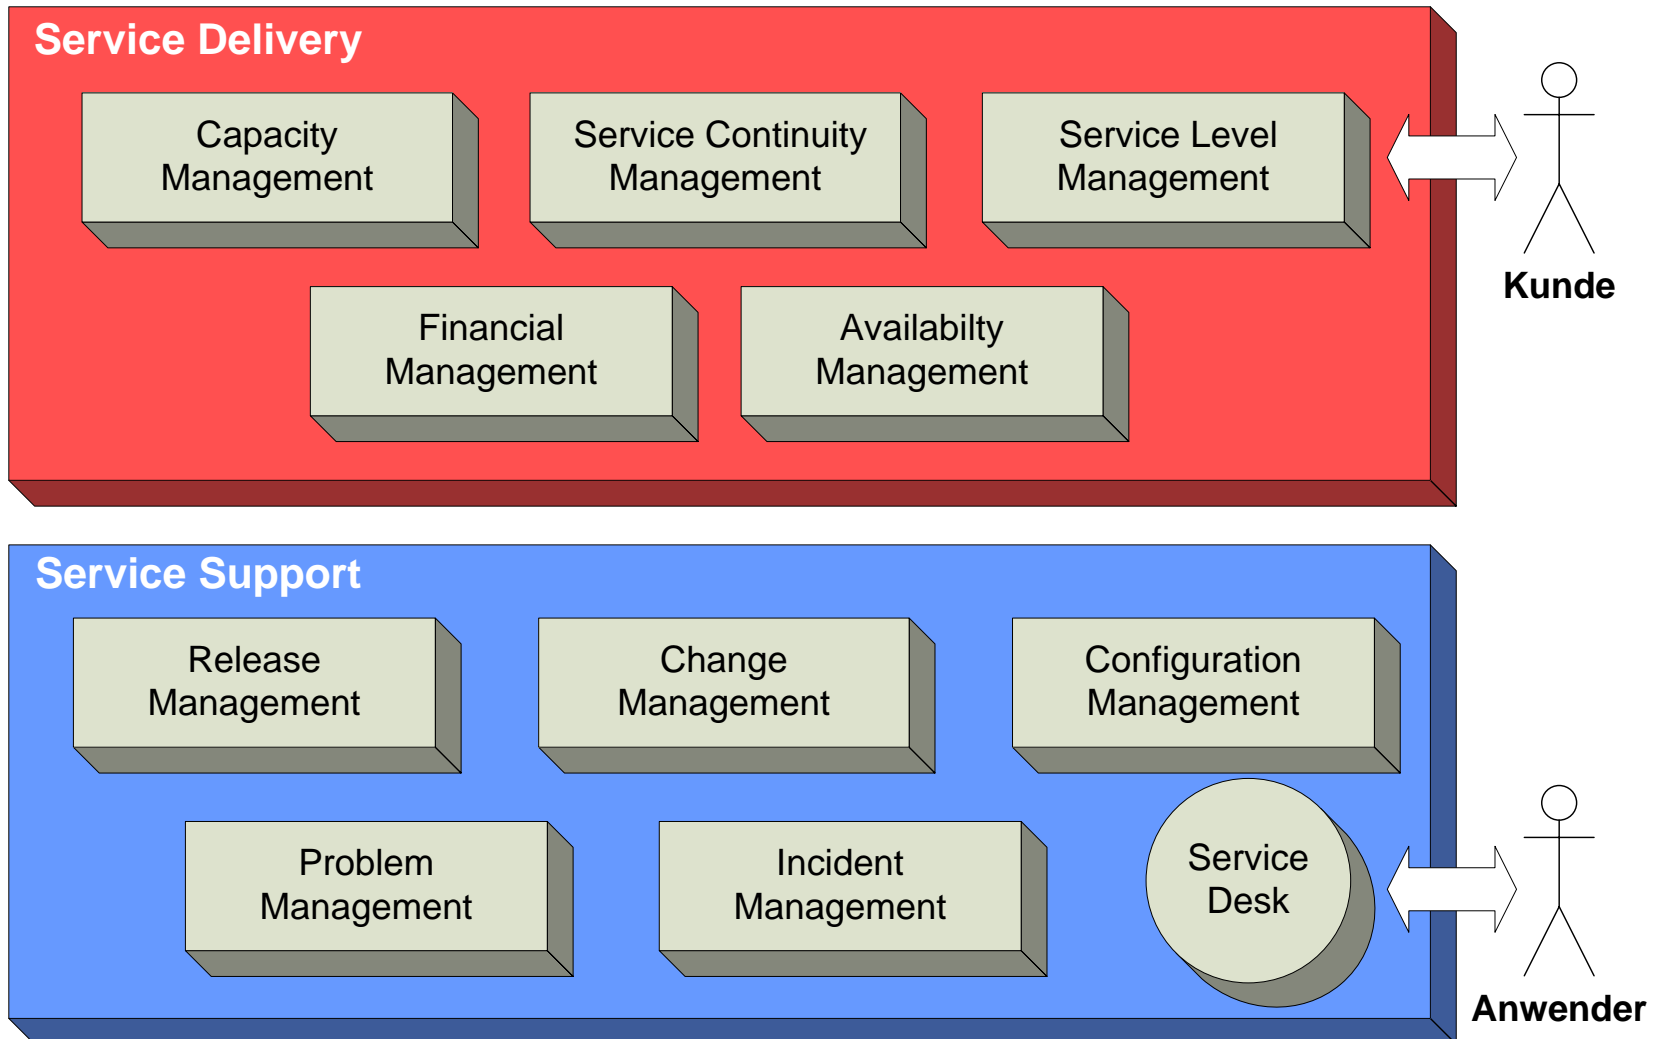 Service Delivery
Capacity
Management
Service Continuity
Management
Service Level
Management
Kunde
Financial
Management
Availabilty
Management
Service Support
Release
Management
Change
Management
Configuration
Management
Problem
Management
Incident
Management
Service
Desk
Anwender